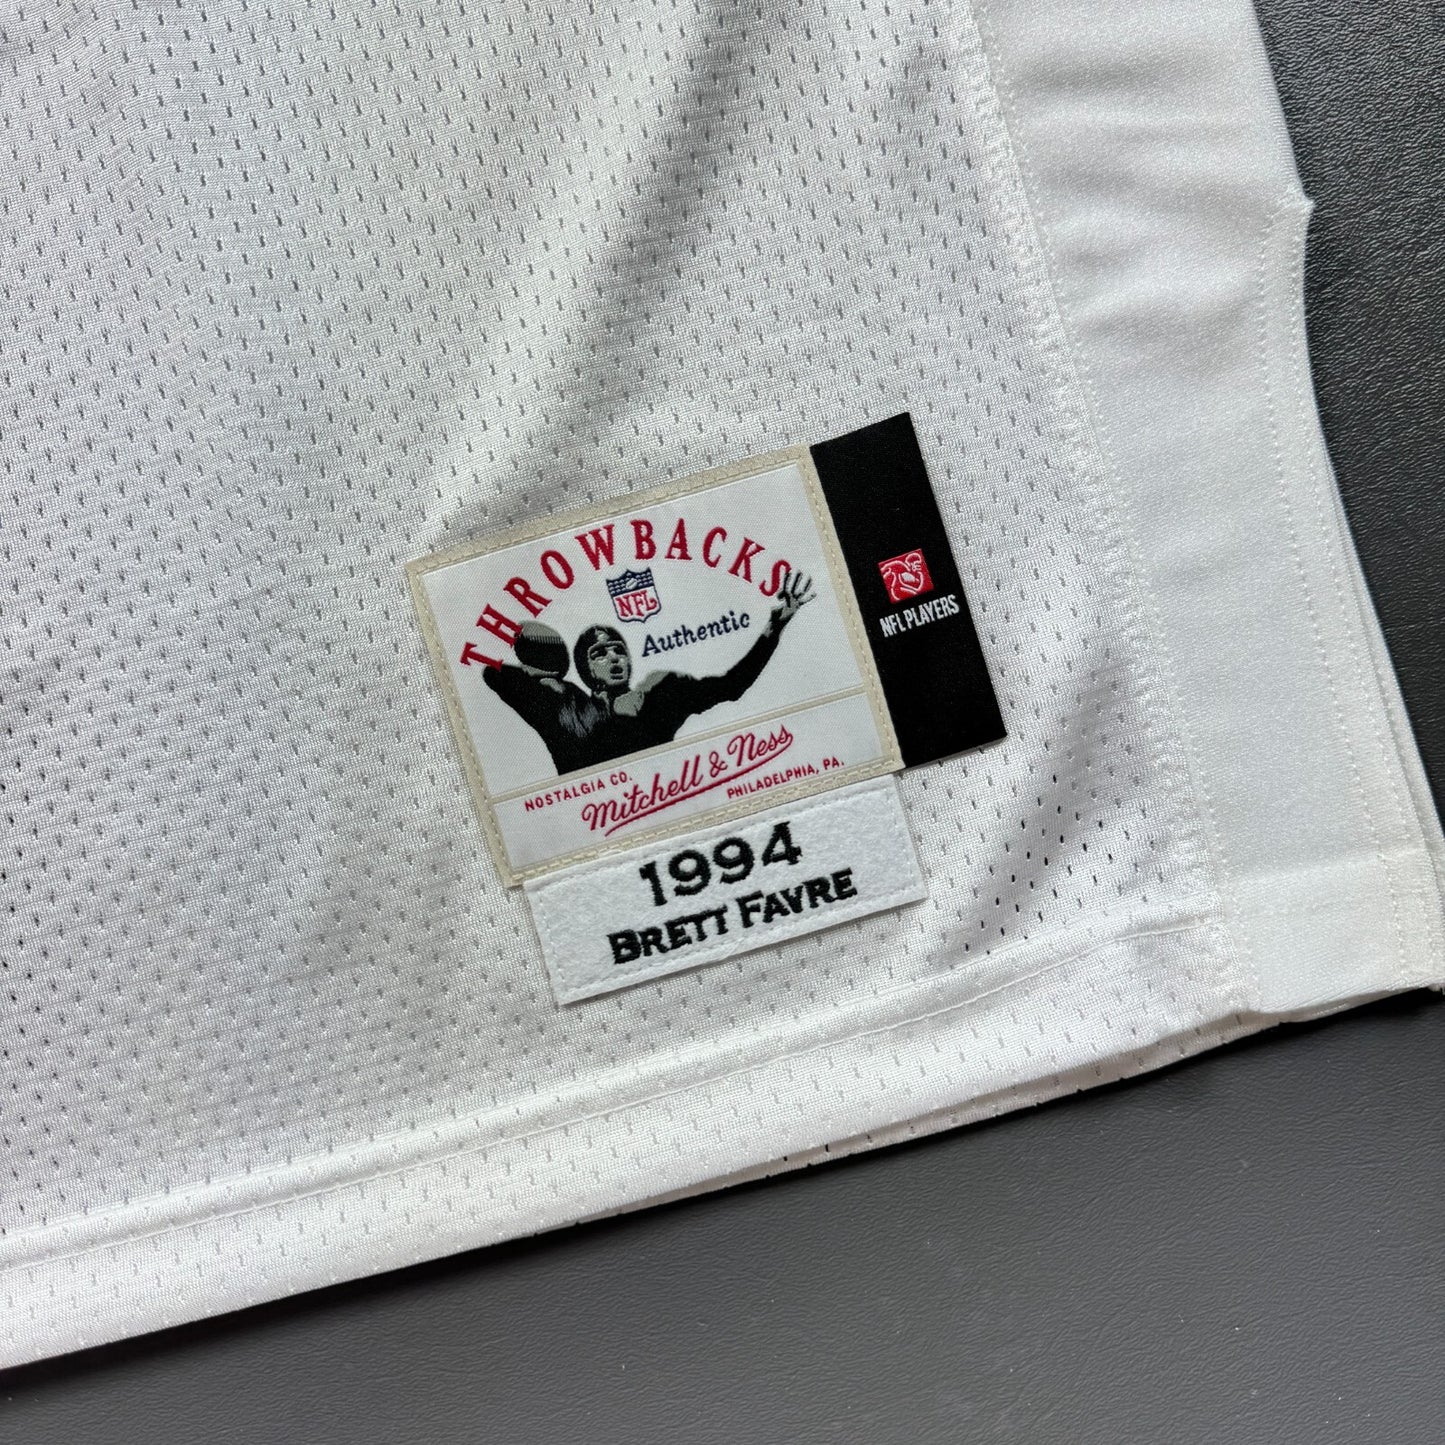 THROWBACKS
NFL
Authentic
NFL PLAYERS
NOSTALGIA CO.
Mitchell & Ness
PHILADELPHIA, PA.
1994
BRETT FAVRE